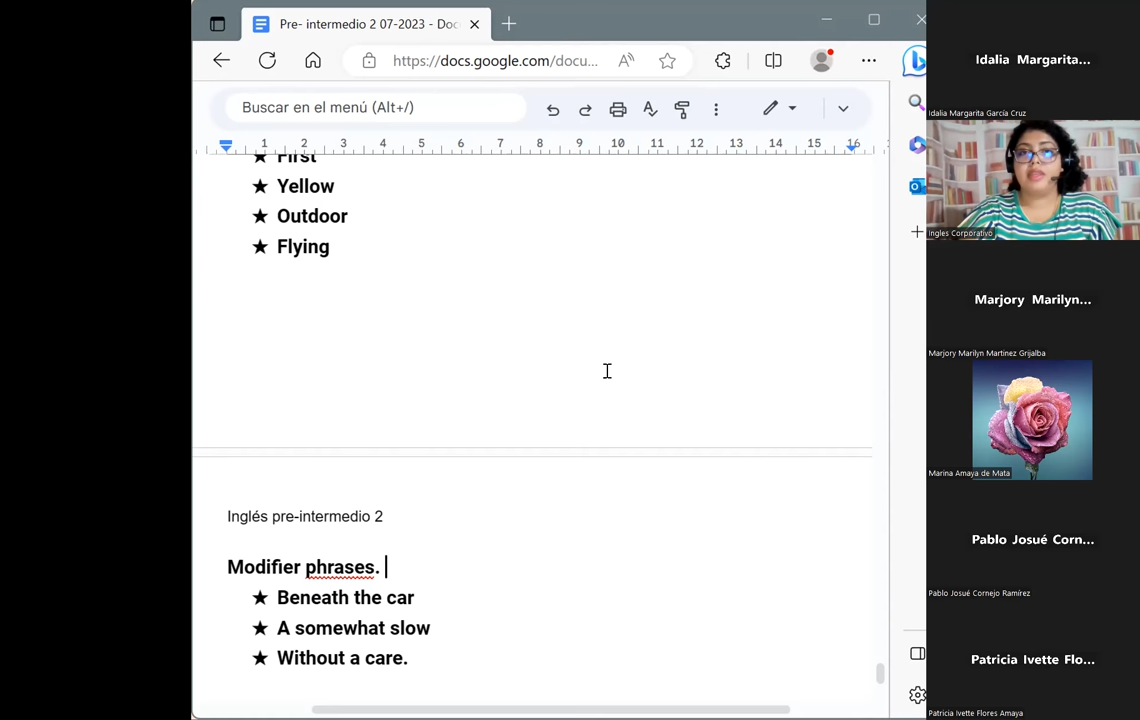 Pre- intermedio 2 07-2023 - Doc
https://docs.google.com/docu...
Buscar en el menú (Alt+/)
1 2 3 4 5 6 7 8 9 10 11 12 13 14 15 16
★ First
★ Yellow
★ Outdoor
★ Flying
Inglés pre-intermedio 2
Modifier phrases.
★ Beneath the car
★ A somewhat slow
★ Without a care.
Idalia Margarita...
Idalia Margarita García Cruz
Ingles Corporativo
Marjory Marilyn...
Marjory Marilyn Martinez Grijalba
Marina Amaya de Mata
Pablo Josué Corn...
Pablo Josué Cornejo Ramírez
Patricia Ivette Flo...
Patricia Ivette Flores Amaya